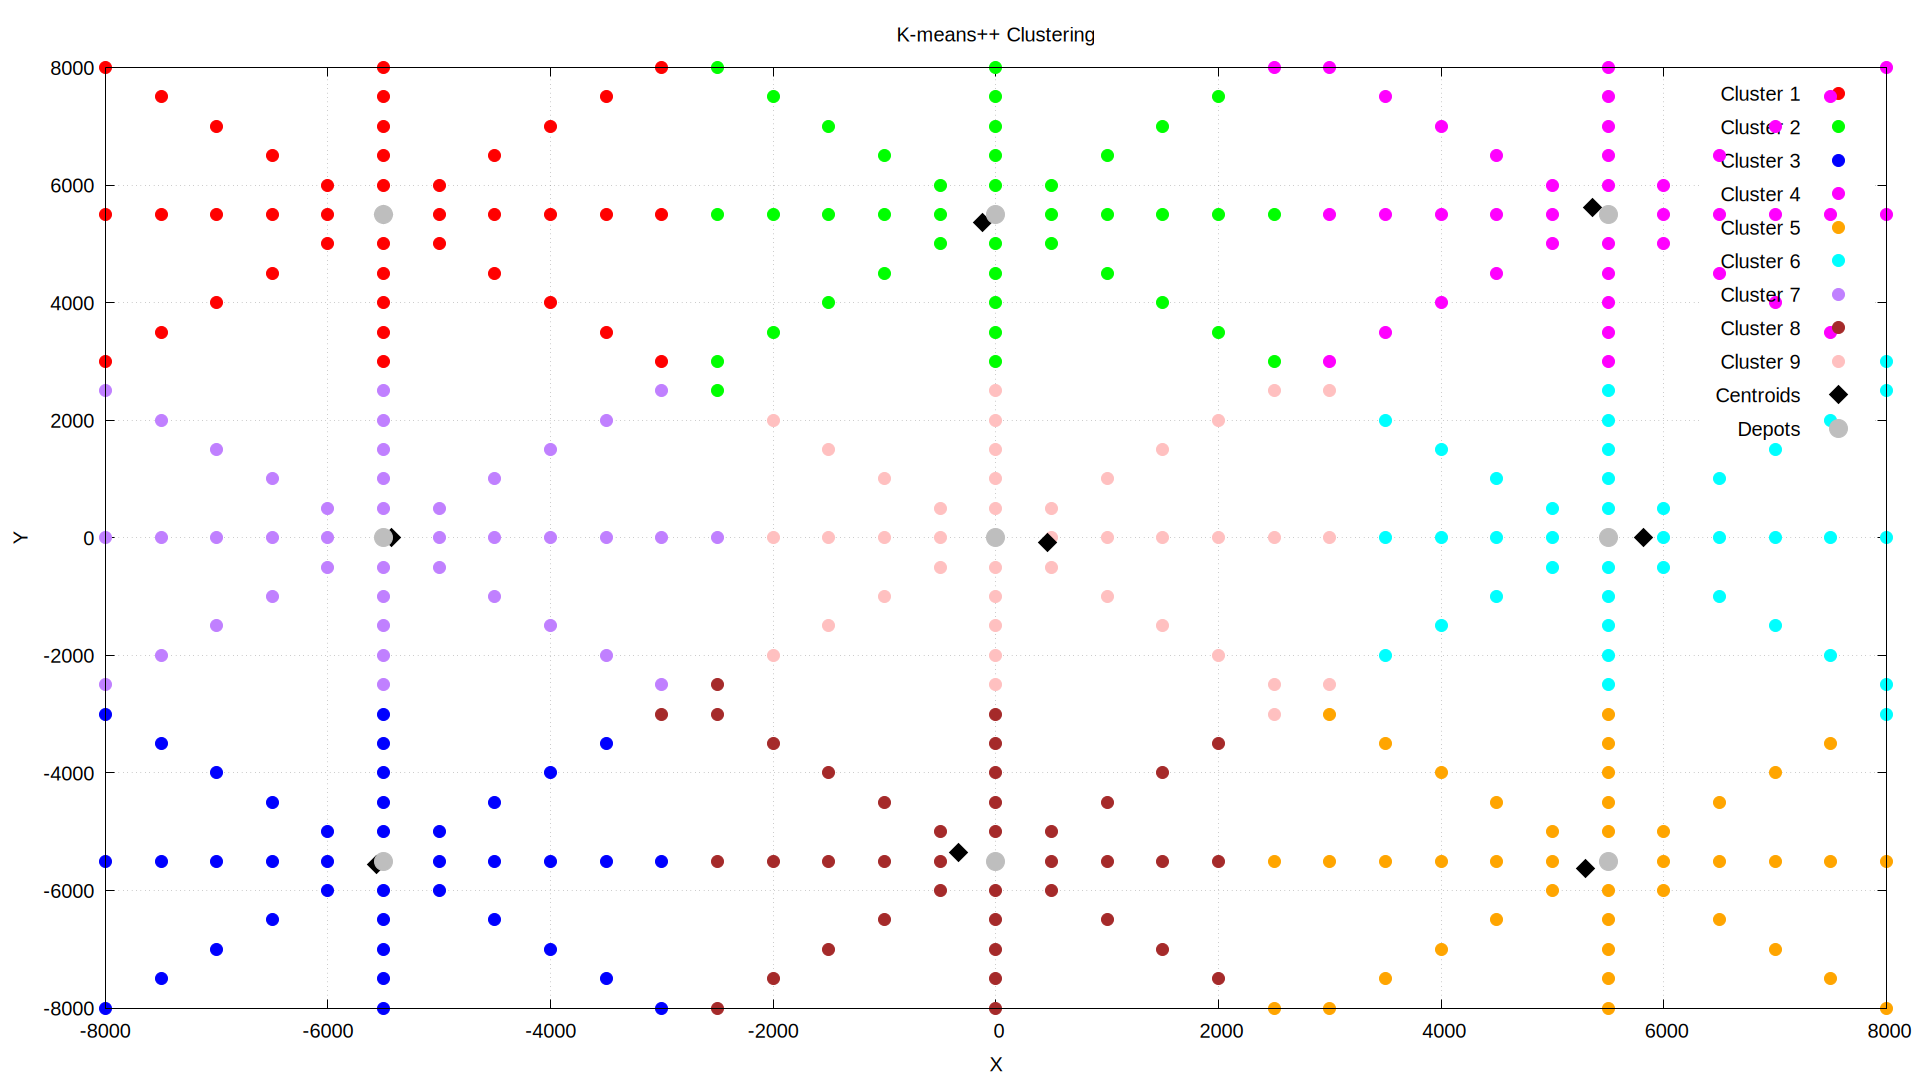 K-means++ Clustering
8000
6000
4000
2000
0
-2000
-4000
-6000
-8000
Y
Cluster 1
Cluster 2
Cluster 3
Cluster 4
Cluster 5
Cluster 6
Cluster 7
Cluster 8
Cluster 9
Centroids
Depots
-8000 -6000 -4000 -2000 0 2000 4000 6000 8000
X